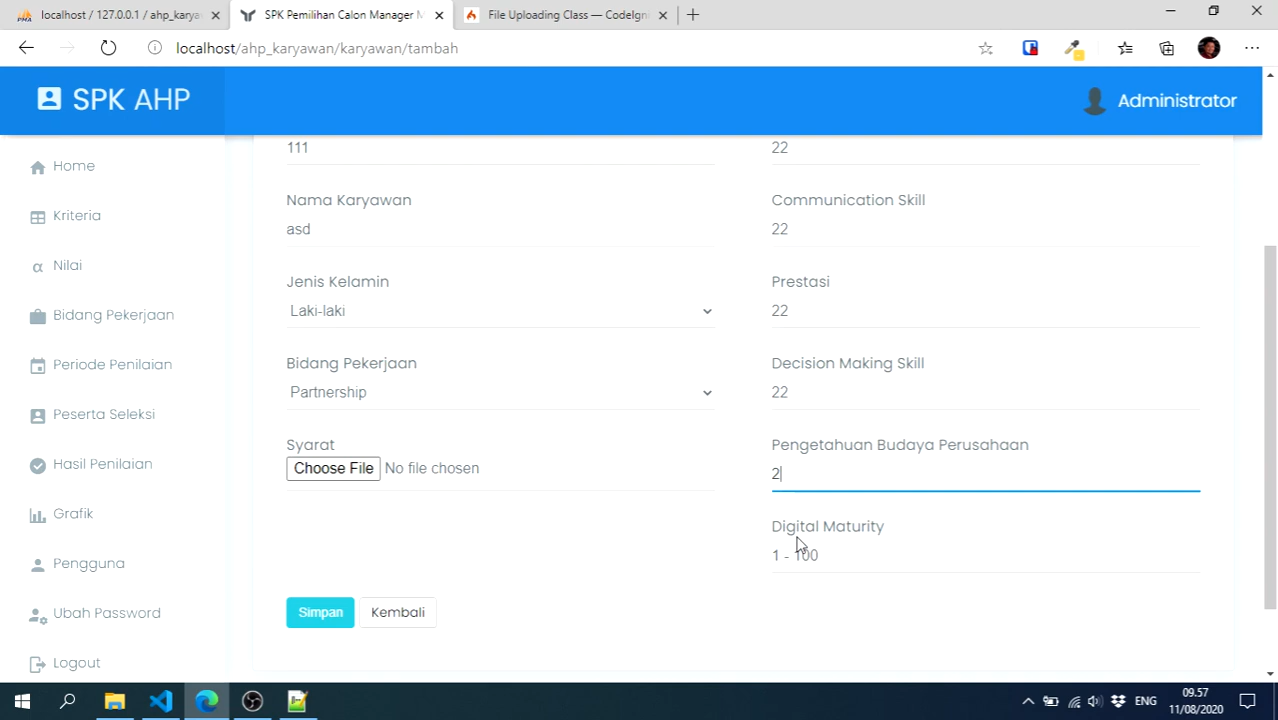 localhost / 127.0.0.1 / ahp_karyaw
SPK Pemilihan Calon Manager M
File Uploading Class — CodeIgn
localhost/ahp_karyawan/karyawan/tambah
SPK AHP
Administrator
Home
Kriteria
α Nilai
Bidang Pekerjaan
Periode Penilaian
Peserta Seleksi
Hasil Penilaian
Grafik
Pengguna
Ubah Password
Logout
111
Nama Karyawan
asd
Jenis Kelamin
Laki-laki
Bidang Pekerjaan
Partnership
Syarat
Choose File No file chosen
22
Communication Skill
22
Prestasi
22
Decision Making Skill
22
Pengetahuan Budaya Perusahaan
2
Digital Maturity
1 - 100
Simpan
Kembali
ENG
09.57
11/08/2020